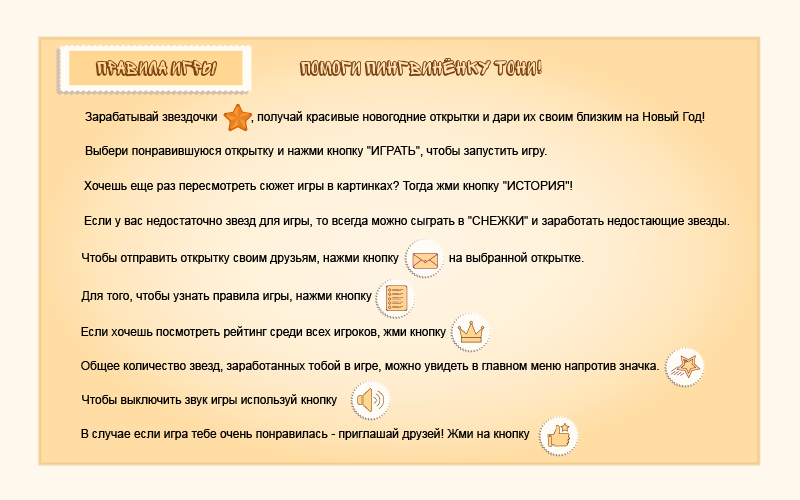 ПРАВИЛА ИГРЫ
ПОМОГИ ПИНГВИНЁНКУ ТОНИ!
Зарабатывай звездочки , получай красивые новогодние открытки и дари их своим близким на Новый Год!
Выбери понравившуюся открытку и нажми кнопку "ИГРАТЬ", чтобы запустить игру.
Хочешь еще раз пересмотреть сюжет игры в картинках? Тогда жми кнопку "ИСТОРИЯ"!
Если у вас недостаточно звезд для игры, то всегда можно сыграть в "СНЕЖКИ" и заработать недостающие звезды.
Чтобы отправить открытку своим друзьям, нажми кнопку на выбранной открытке.
Для того, чтобы узнать правила игры, нажми кнопку
Если хочешь посмотреть рейтинг среди всех игроков, жми кнопку
Общее количество звезд, заработанных тобой в игре, можно увидеть в главном меню напротив значка.
Чтобы выключить звук игры используй кнопку
В случае если игра тебе очень понравилась - приглашай друзей! Жми на кнопку